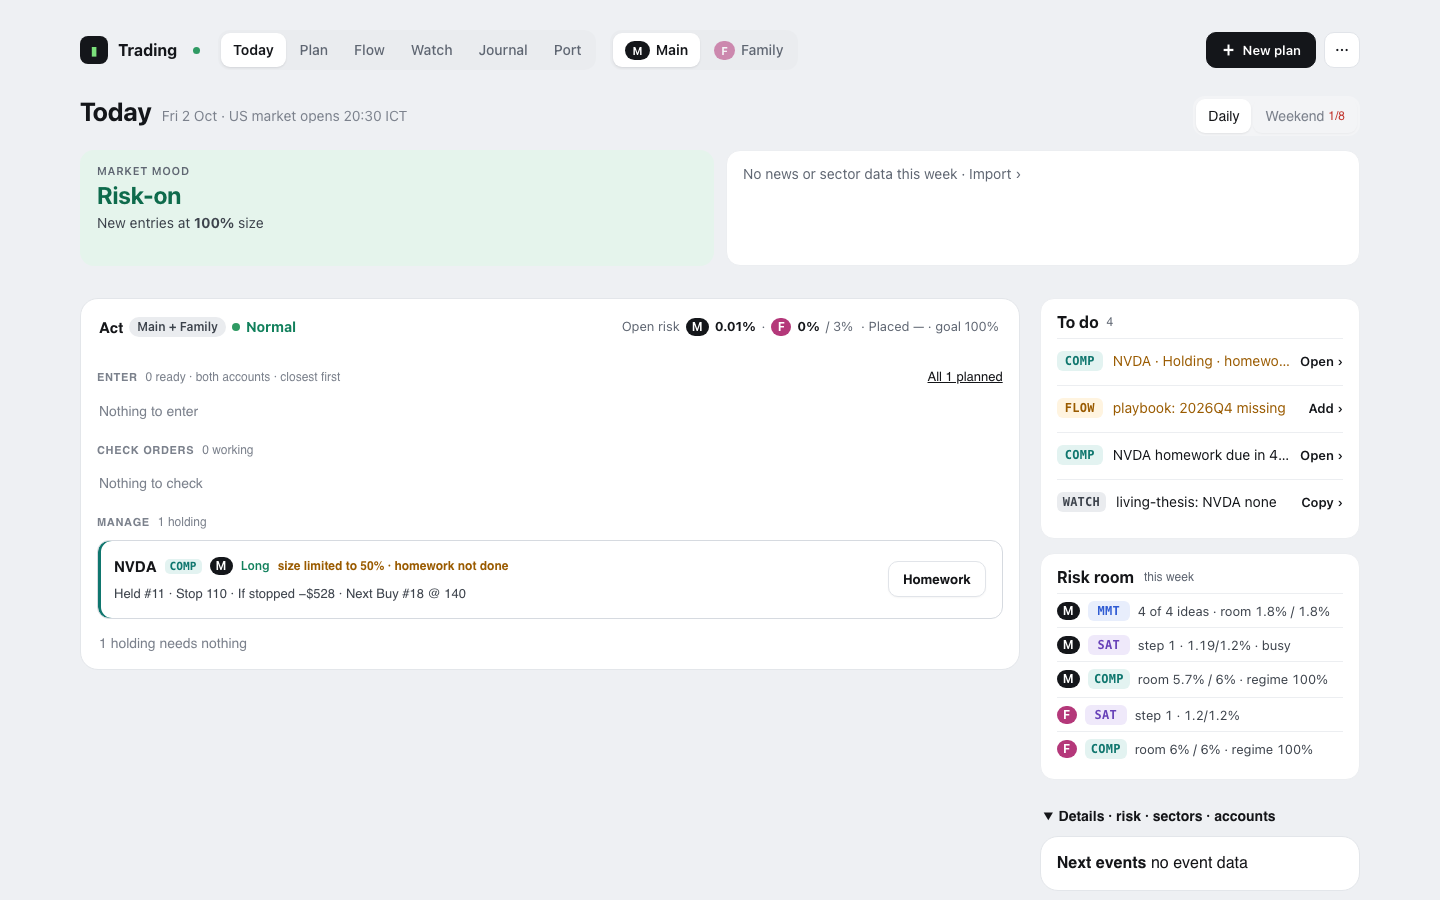 Trading
Today Plan Flow Watch Journal Port
M Main F Family
+ New plan
...
Today Fri 2 Oct · US market opens 20:30 ICT
Daily Weekend 1/8
MARKET MOOD
Risk-on
New entries at 100% size
No news or sector data this week · Import ›
Act Main + Family Normal
Open risk M 0.01% · F 0% / 3% · Placed — · goal 100%
ENTER 0 ready · both accounts · closest first All 1 planned
Nothing to enter
CHECK ORDERS 0 working
Nothing to check
MANAGE 1 holding
NVDA COMP M Long size limited to 50% · homework not done
Held #11 · Stop 110 · If stopped −$528 · Next Buy #18 @ 140
Homework
1 holding needs nothing
To do 4
COMP NVDA · Holding · homewo... Open ›
FLOW playbook: 2026Q4 missing Add ›
COMP NVDA homework due in 4... Open ›
WATCH living-thesis: NVDA none Copy ›
Risk room this week
M MMT 4 of 4 ideas · room 1.8% / 1.8%
M SAT step 1 · 1.19/1.2% · busy
M COMP room 5.7% / 6% · regime 100%
F SAT step 1 · 1.2/1.2%
F COMP room 6% / 6% · regime 100%
▼ Details · risk · sectors · accounts
Next events no event data